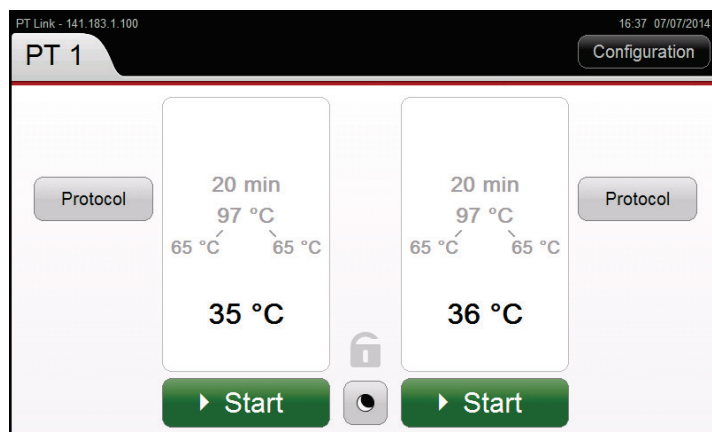 PT Link - 141.183.1.100
16:37 07/07/2014
PT 1
Configuration
Protocol
20 min
97 °C
65 °C 65 °C
35 °C
Start
20 min
97 °C
65 °C 65 °C
36 °C
Start
Protocol